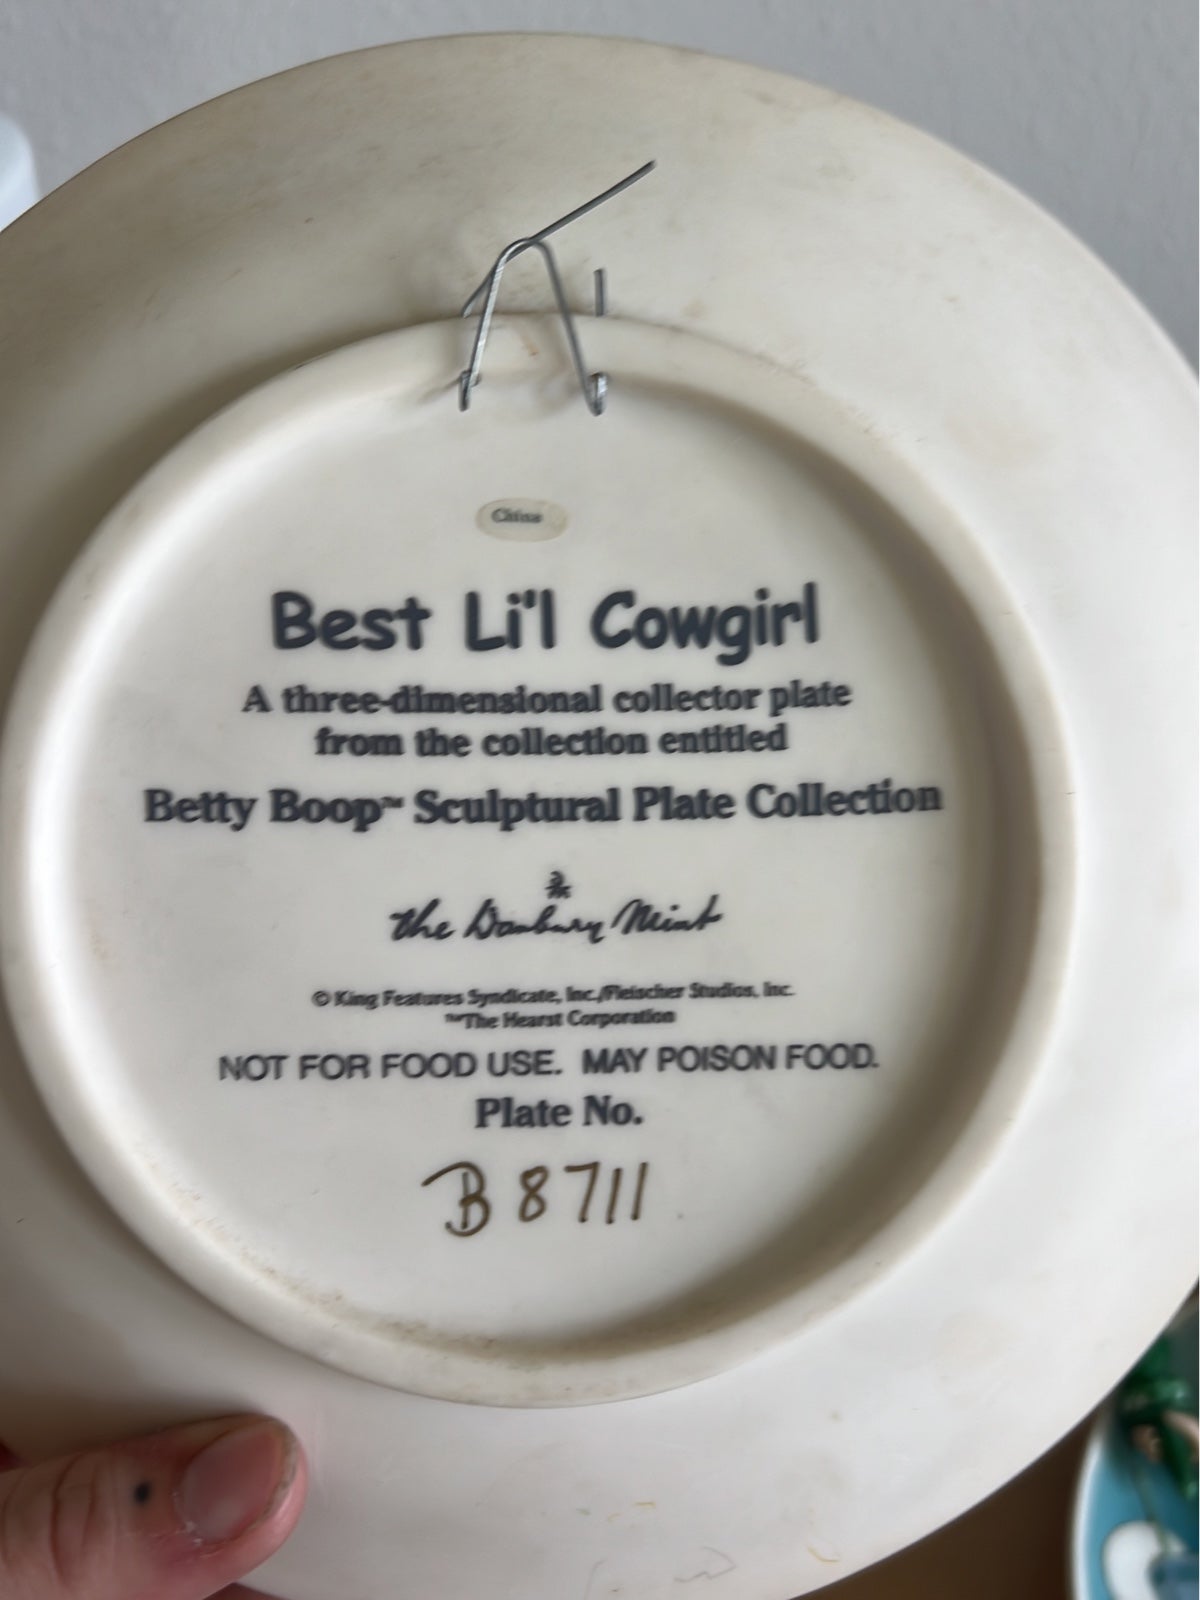 China
Best Li'l Cowgirl
A three-dimensional collector plate
from the collection entitled
Betty Boop™ Sculptural Plate Collection
the Danbury Mint
© King Features Syndicate, Inc./Fleischer Studios, Inc.
™The Hearst Corporation
NOT FOR FOOD USE. MAY POISON FOOD.
Plate No.
B 8711